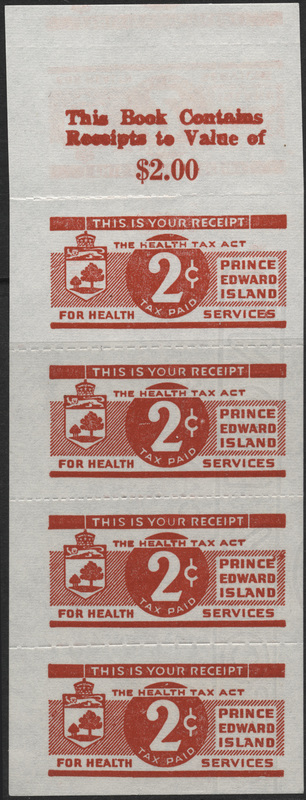 This Book Contains
Receipts to Value of
$2.00
THIS IS YOUR RECEIPT
THE HEALTH TAX ACT
2¢
TAX PAID
PRINCE
EDWARD
ISLAND
FOR HEALTH SERVICES
THIS IS YOUR RECEIPT
THE HEALTH TAX ACT
2¢
TAX PAID
PRINCE
EDWARD
ISLAND
FOR HEALTH SERVICES
THIS IS YOUR RECEIPT
THE HEALTH TAX ACT
2¢
TAX PAID
PRINCE
EDWARD
ISLAND
FOR HEALTH SERVICES
THIS IS YOUR RECEIPT
THE HEALTH TAX ACT
2¢
TAX PAID
PRINCE
EDWARD
ISLAND
FOR HEALTH SERVICES